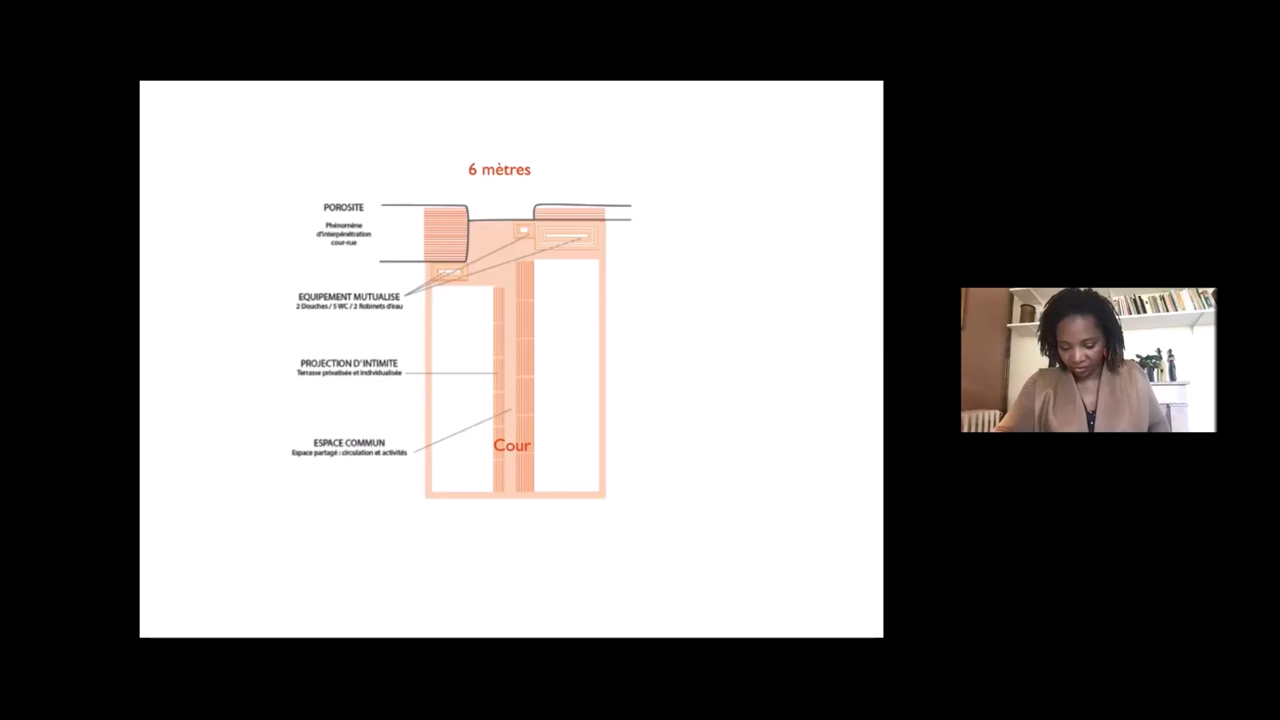 6 mètres
POROSITE
Phénomène
d'interpénétration
cour-rue
EQUIPEMENT MUTUALISE
2 Douches / 5 WC / 2 Robinets d'eau
PROJECTION D'INTIMITE
Terrasse privatisée et individualisée
ESPACE COMMUN
Espace partagé : circulation et activités
Cour